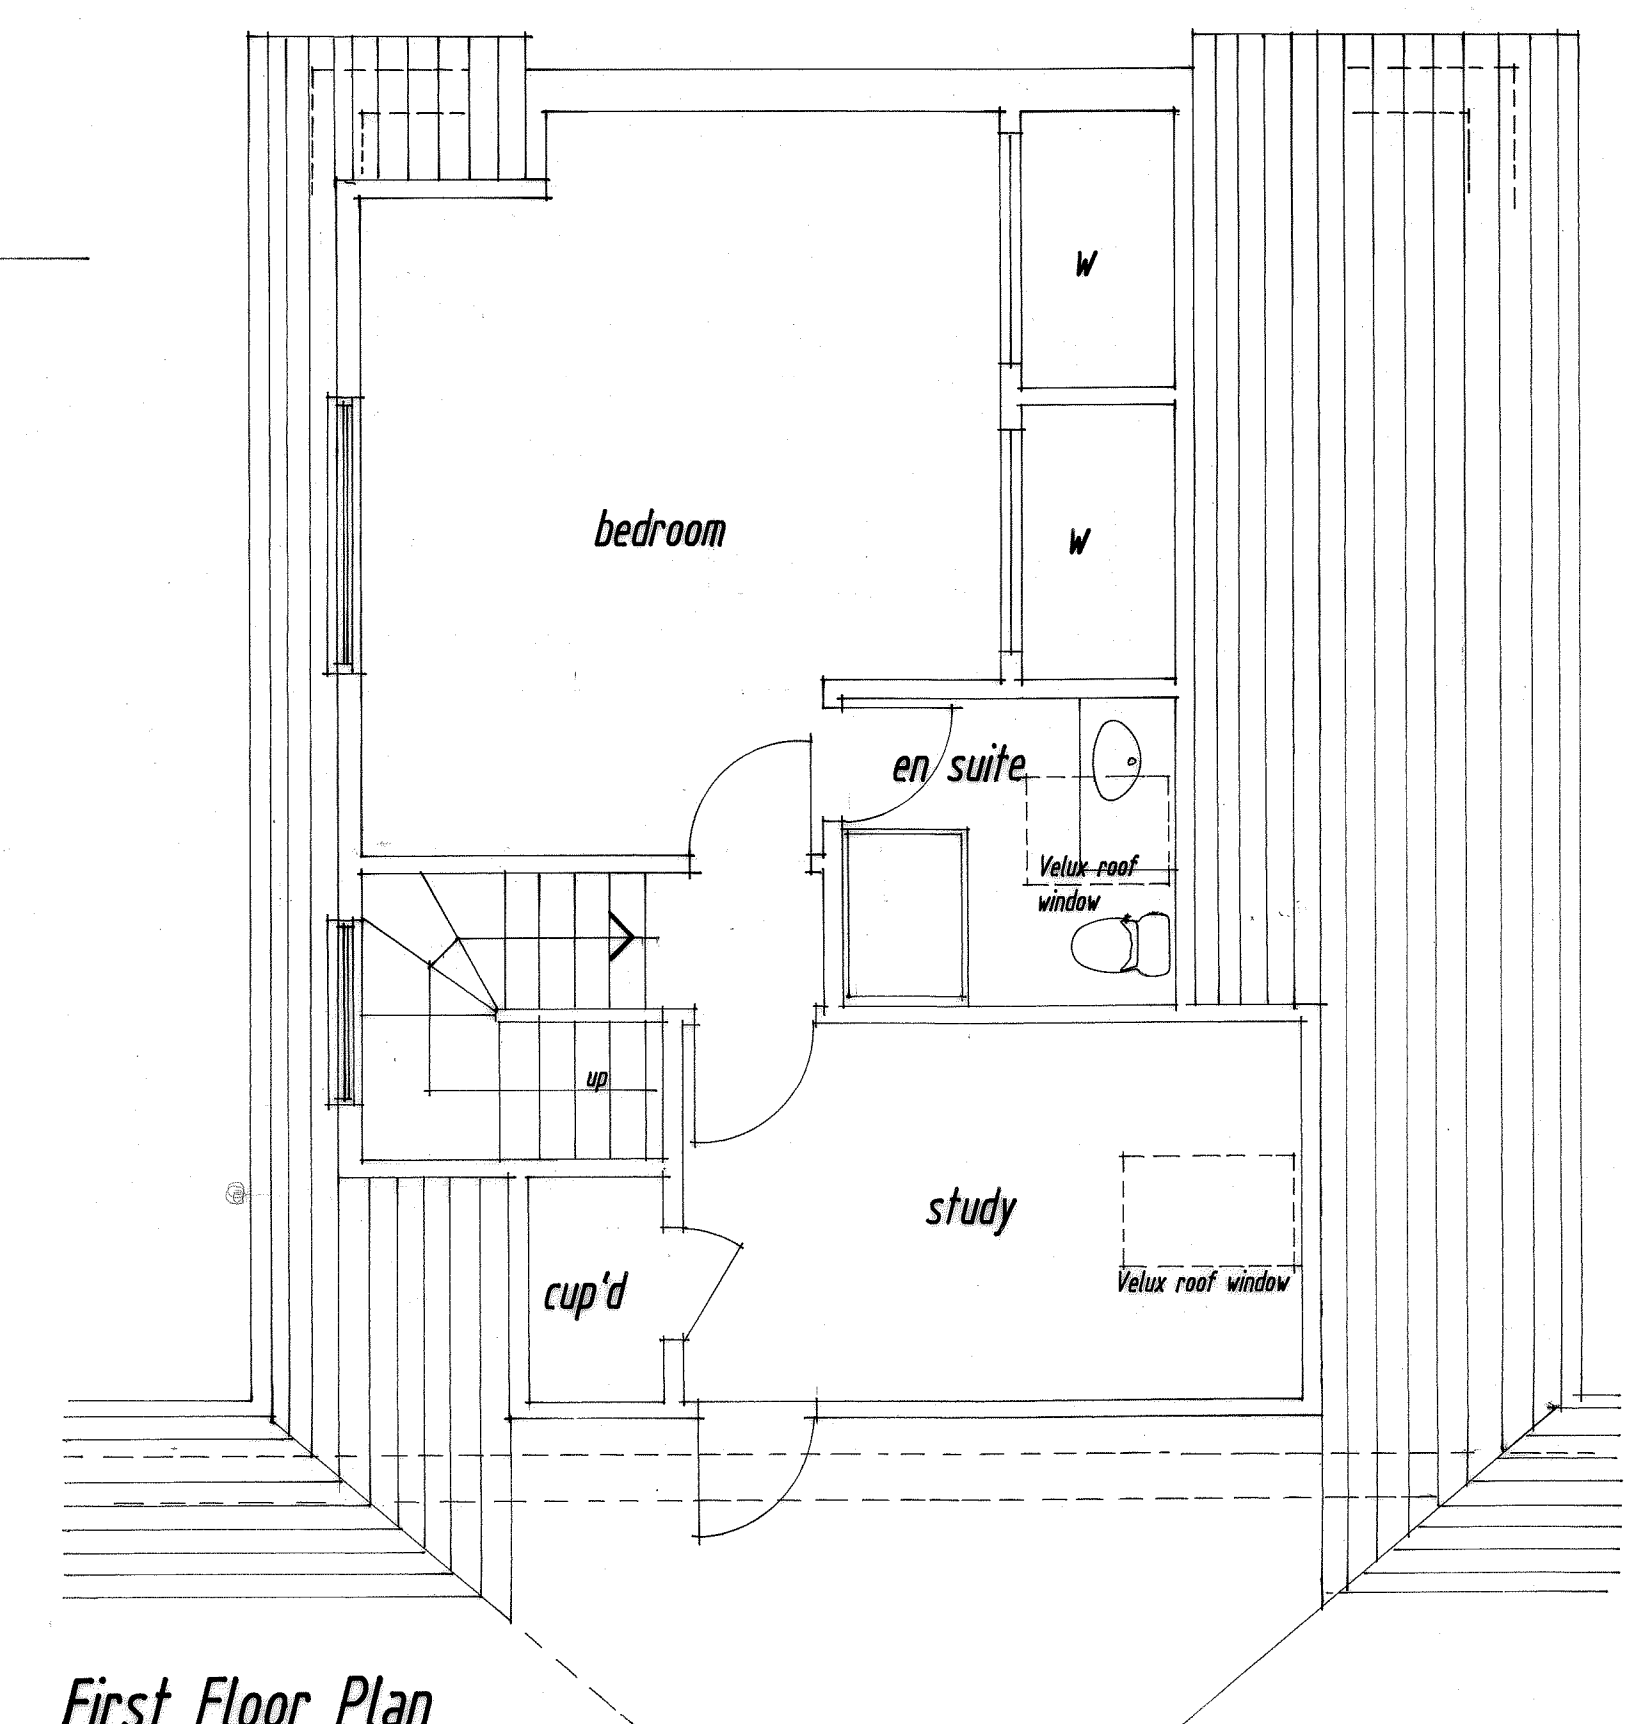 W
bedroom
W
en suite
Velux roof
window
up
study
Velux roof window
cup'd
First Floor Plan